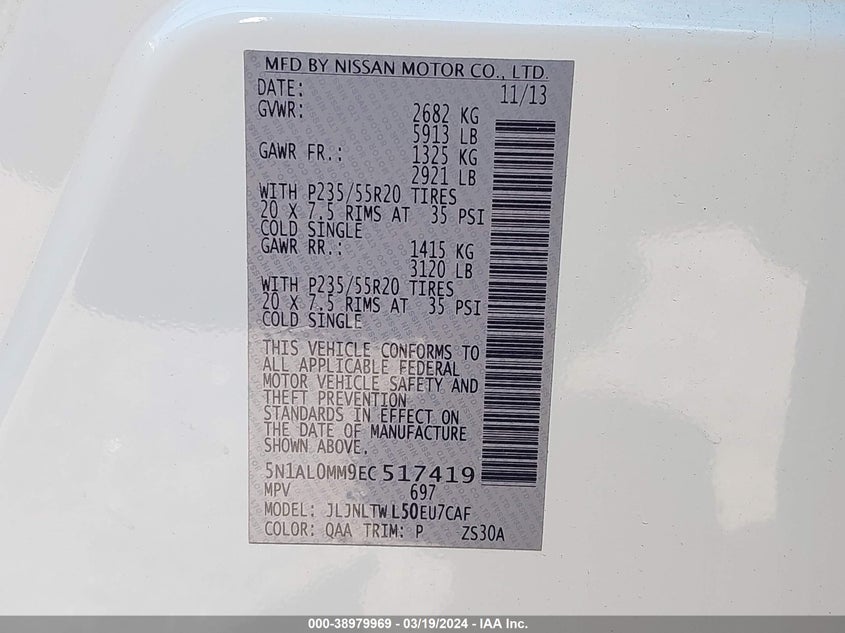 MFD BY NISSAN MOTOR CO., LTD.
DATE: 11/13
GVWR: 2682 KG
5913 LB
GAWR FR.: 1325 KG
2921 LB
WITH P235/55R20 TIRES
20 X 7.5 RIMS AT 35 PSI
COLD SINGLE
GAWR RR.: 1415 KG
3120 LB
WITH P235/55R20 TIRES
20 X 7.5 RIMS AT 35 PSI
COLD SINGLE
THIS VEHICLE CONFORMS TO
ALL APPLICABLE FEDERAL
MOTOR VEHICLE SAFETY AND
THEFT PREVENTION
STANDARDS IN EFFECT ON
THE DATE OF MANUFACTURE
SHOWN ABOVE.
5N1AL0MM9EC517419
MPV 697
MODEL: JLJNLTWL50EU7CAF
COLOR: QAA TRIM: P ZS30A
000-38979969 - 03/19/2024 - IAA Inc.